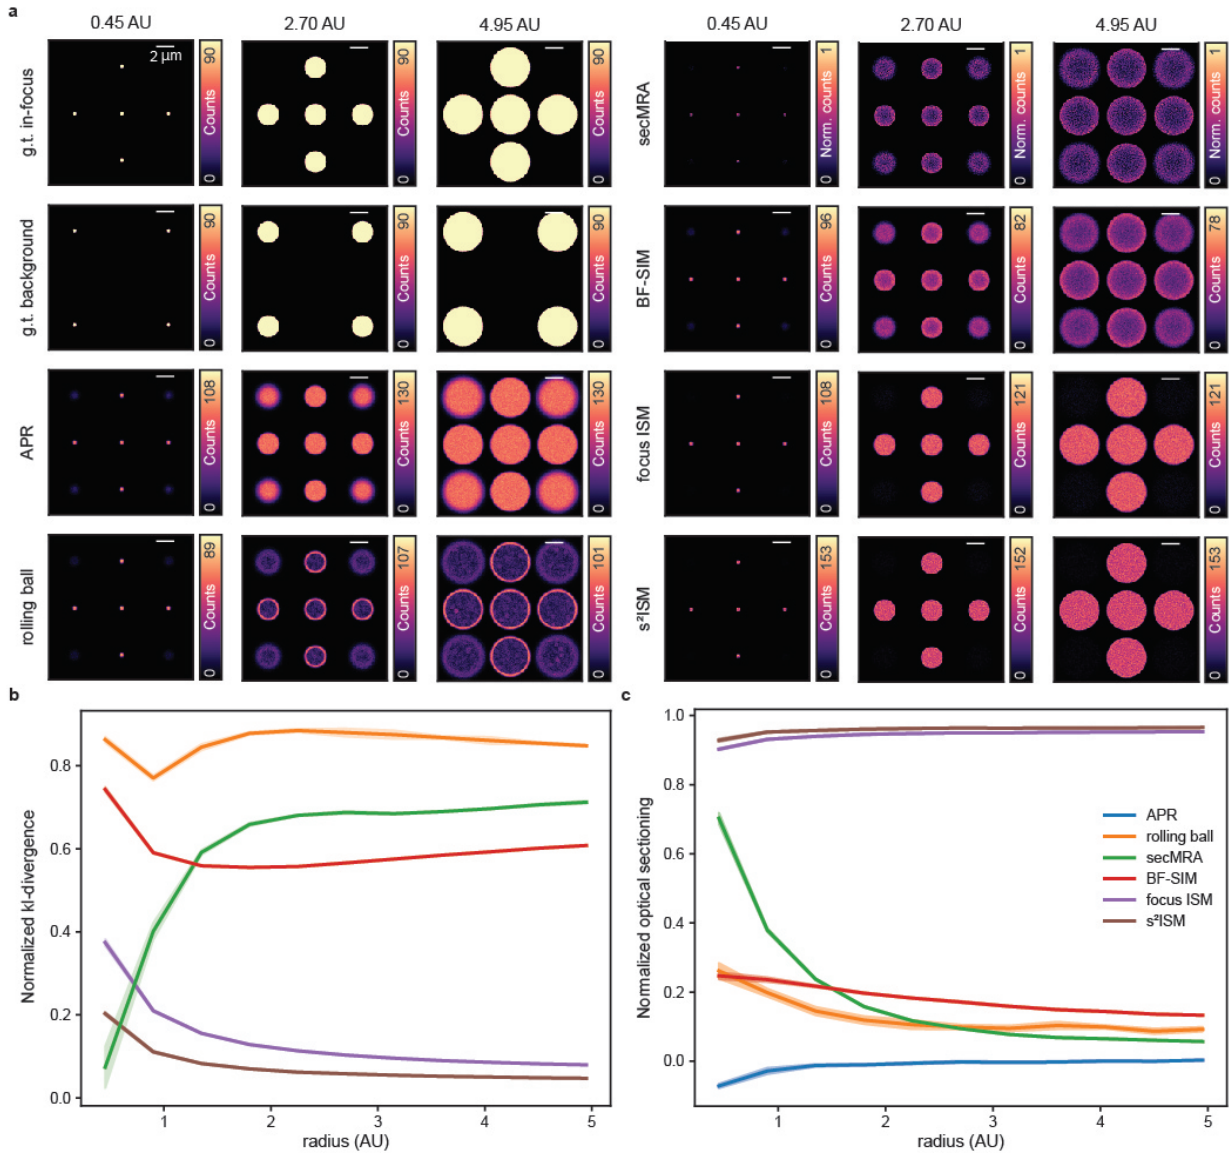 a
0.45 AU 2.70 AU 4.95 AU 0.45 AU 2.70 AU 4.95 AU
g.t. in-focus 2 µm 0 Counts 90 0 Counts 90 0 Counts 90 secMRA 0 Norm. counts 1 0 Norm. counts 1 0 Norm. counts 1
g.t. background 0 Counts 90 0 Counts 90 0 Counts 90 BF-SIM 0 Counts 96 0 Counts 82 0 Counts 78
APR 0 Counts 108 0 Counts 130 0 Counts 130 focus ISM 0 Counts 108 0 Counts 121 0 Counts 121
rolling ball 0 Counts 89 0 Counts 107 0 Counts 101 s²ISM 0 Counts 153 0 Counts 152 0 Counts 153
b
Normalized kl-divergence
0.8
0.6
0.4
0.2
0.0
1 2 3 4 5
radius (AU)
c
Normalized optical sectioning
1.0
0.8
0.6
0.4
0.2
0.0
APR
rolling ball
secMRA
BF-SIM
focus ISM
s²ISM
1 2 3 4 5
radius (AU)